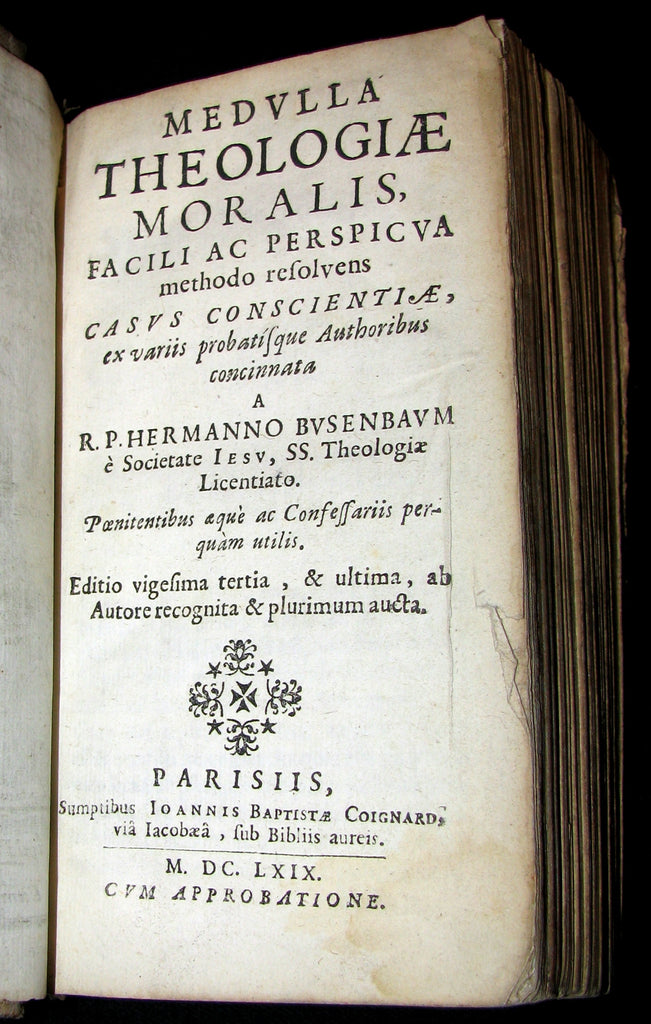 MEDVLLA
THEOLOGIÆ
MORALIS,
FACILI AC PERSPICVA
methodo reſolvens
CASVS CONSCIENTIÆ,
ex variis probatiſque Authoribus
concinnata
A
R. P. HERMANNO BVSENBAVM
è Societate IESV, SS. Theologiæ
Licentiato.
Pœnitentibus æquè ac Confeſſariis per-
quàm utilis.
Editio vigeſima tertia, & ultima, ab
Autore recognita & plurimum aucta.
PARISIIS,
Sumptibus IOANNIS BAPTISTÆ COIGNARD,
viâ Iacobæâ, ſub Bibliis aureis.
M. DC. LXIX.
CVM APPROBATIONE.